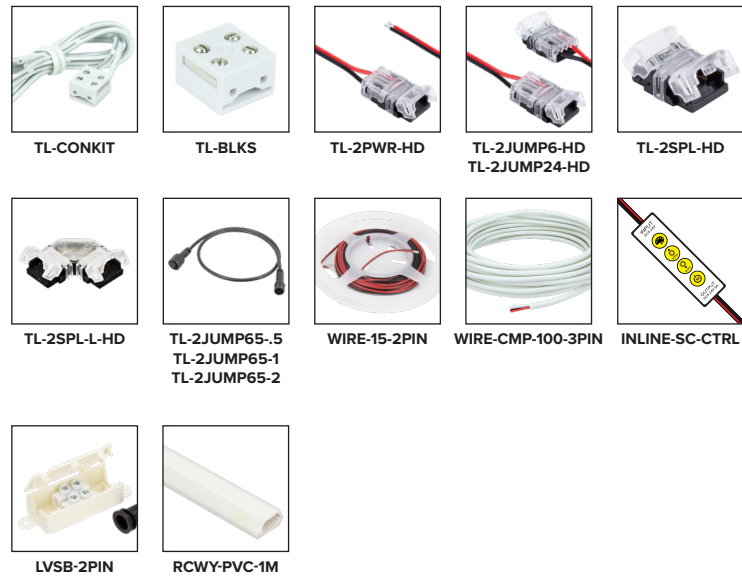 TL-CONKIT
TL-BLKS
TL-2PWR-HD
TL-2JUMP6-HD
TL-2JUMP24-HD
TL-2SPL-HD
TL-2SPL-L-HD
TL-2JUMP65-.5
TL-2JUMP65-1
TL-2JUMP65-2
WIRE-15-2PIN
WIRE-CMP-100-3PIN
INPUT
OUTPUT
INLINE-SC-CTRL
LVSB-2PIN
RCWY-PVC-1M